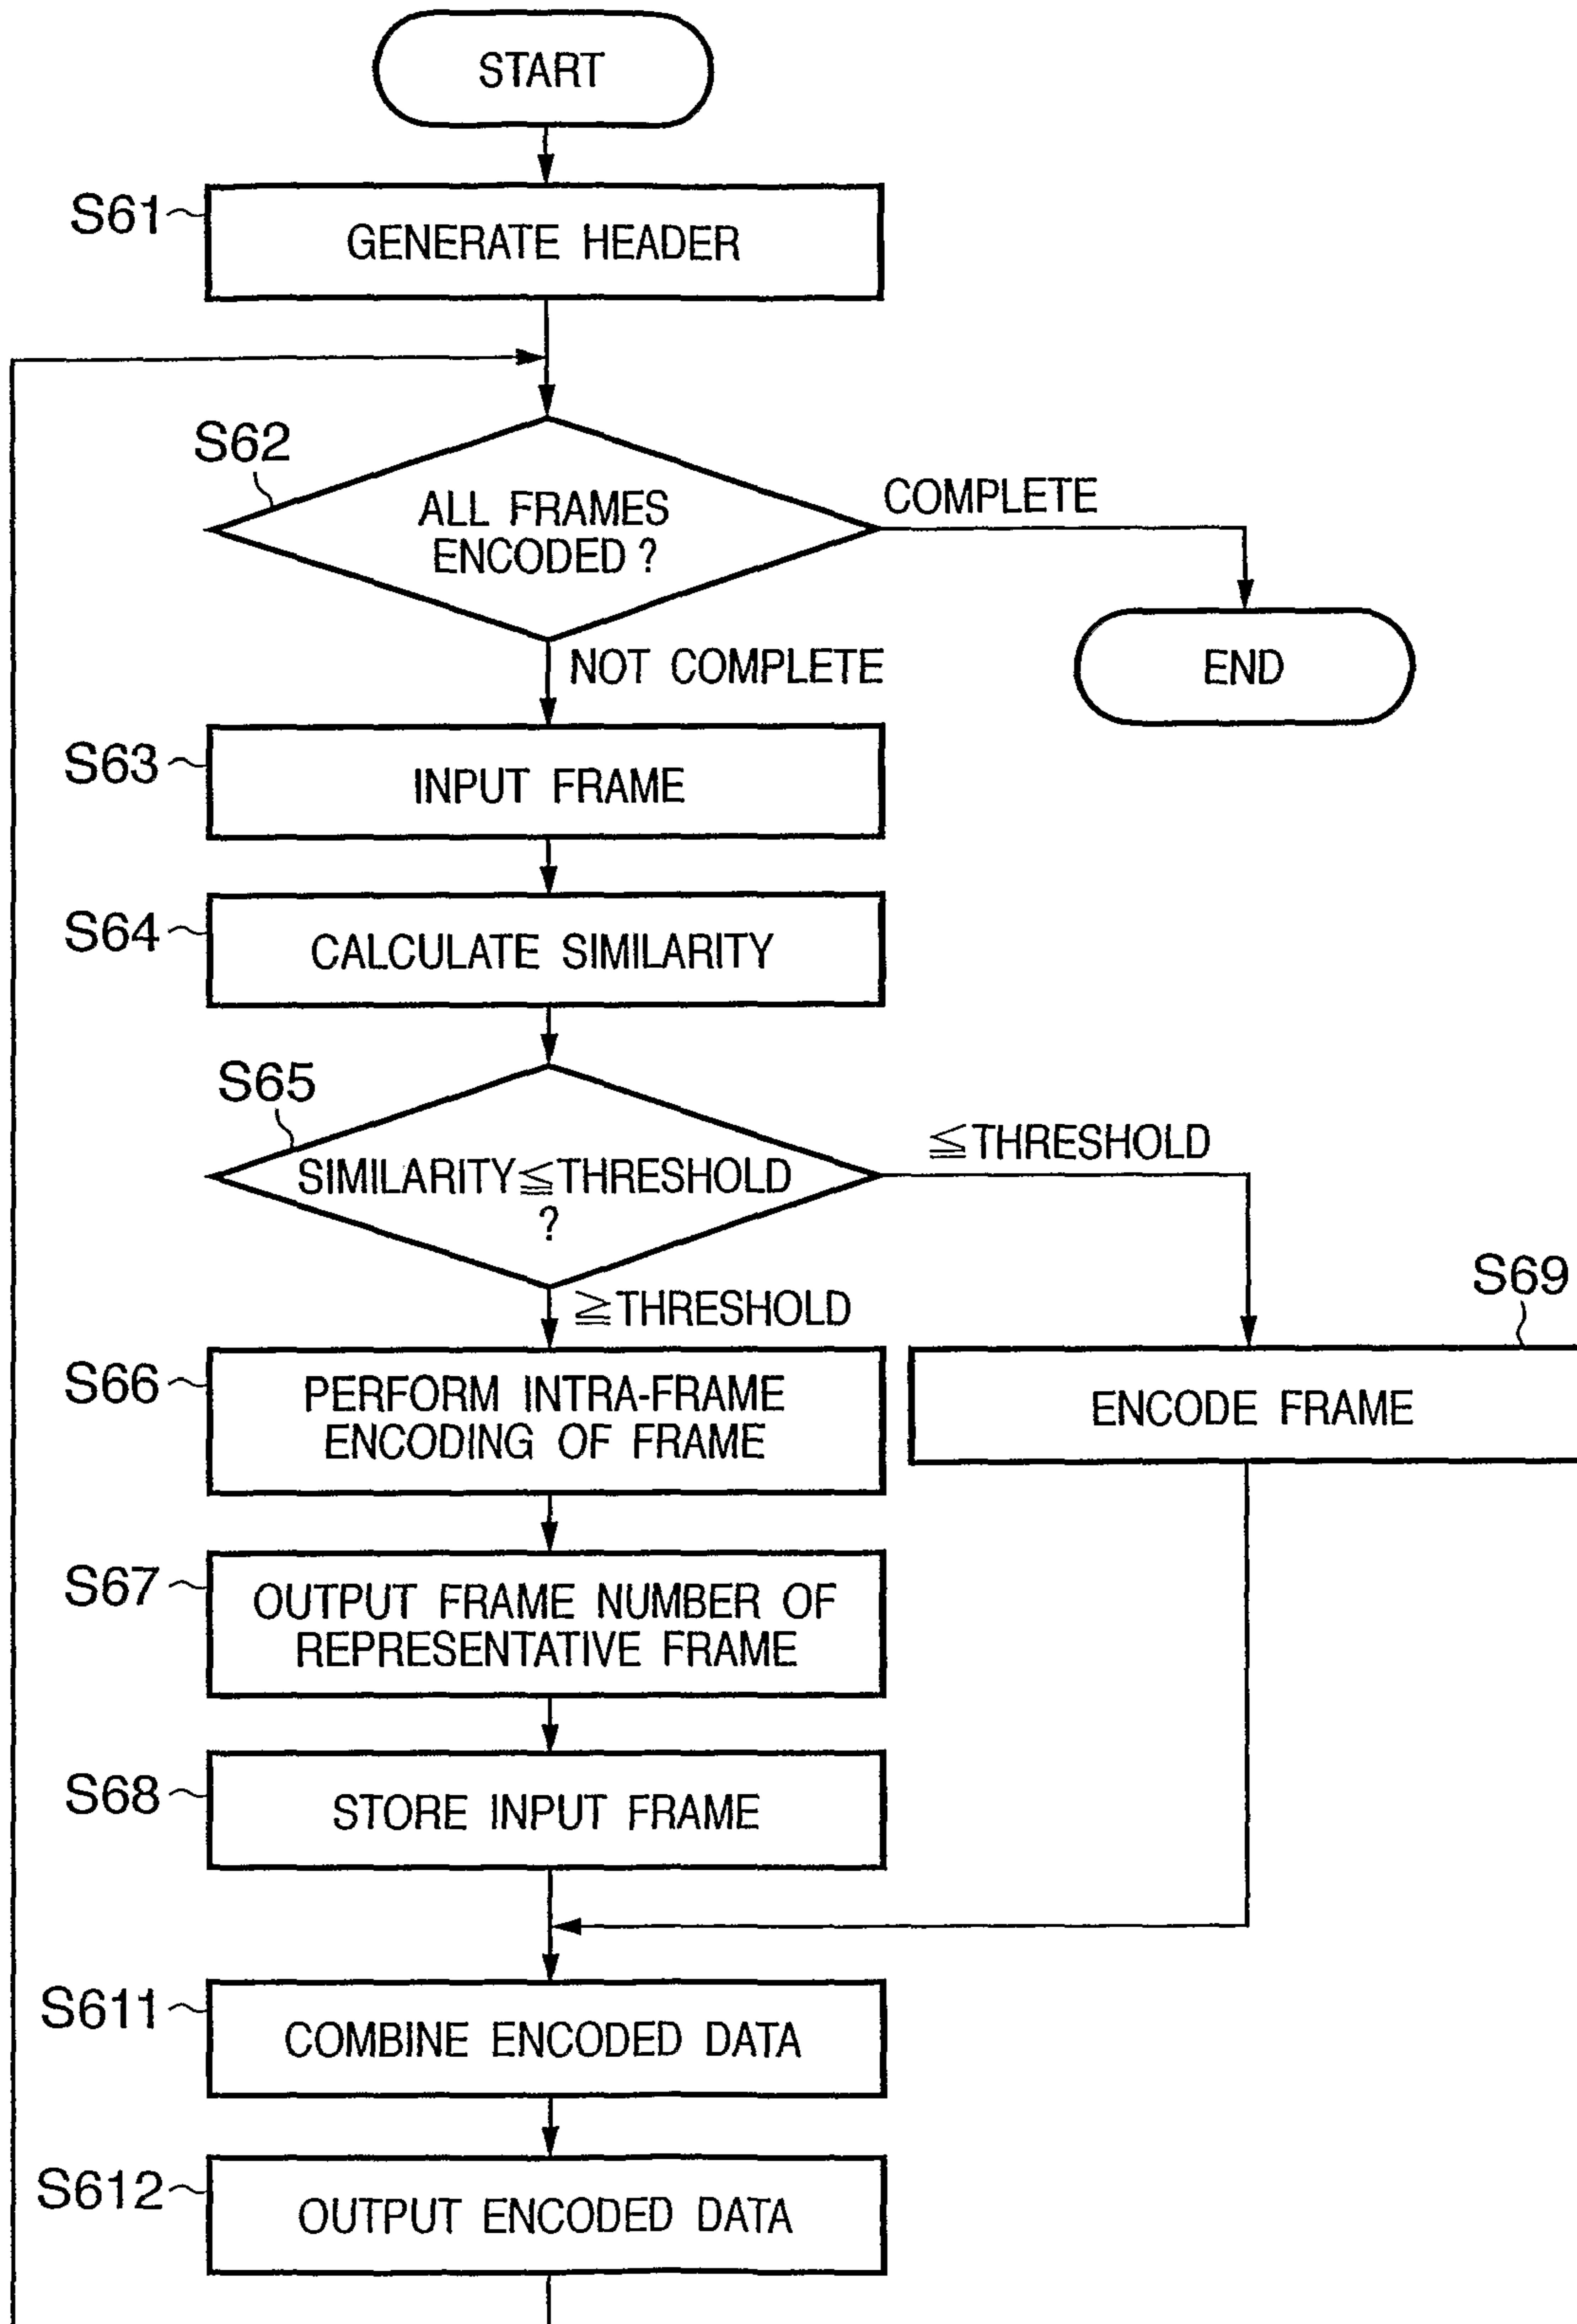 START
S61
GENERATE HEADER
S62
ALL FRAMES
ENCODED ?
COMPLETE
END
NOT COMPLETE
S63
INPUT FRAME
S64
CALCULATE SIMILARITY
S65
SIMILARITY≦THRESHOLD
?
≦THRESHOLD
≧THRESHOLD
S66
PERFORM INTRA-FRAME
ENCODING OF FRAME
S69
ENCODE FRAME
S67
OUTPUT FRAME NUMBER OF
REPRESENTATIVE FRAME
S68
STORE INPUT FRAME
S611
COMBINE ENCODED DATA
S612
OUTPUT ENCODED DATA